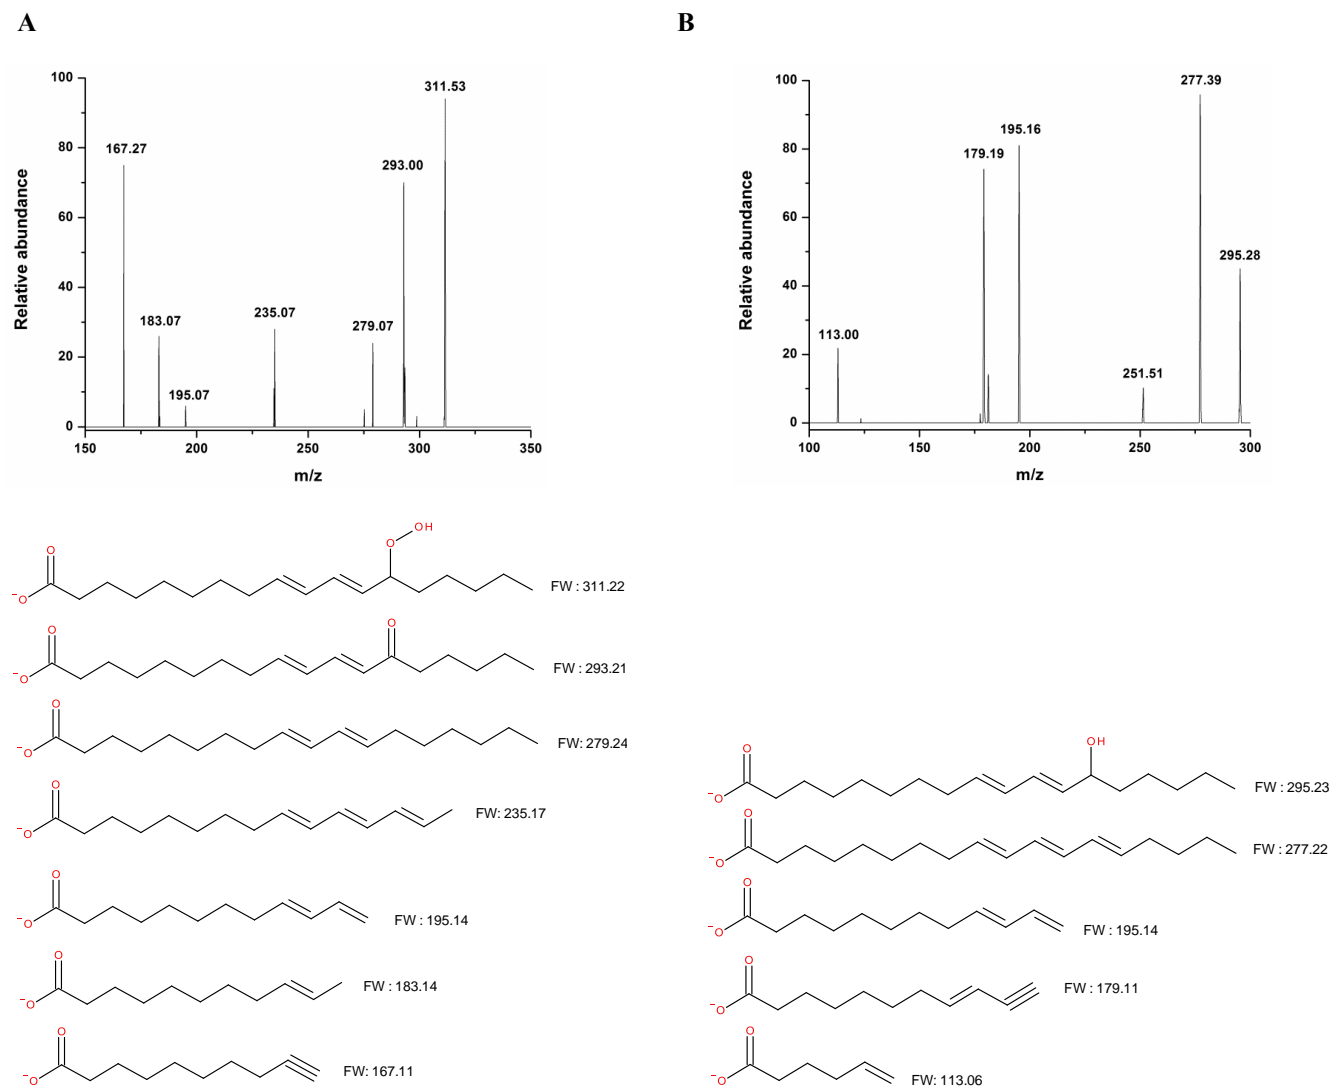 A
B
100
80
60
40
20
0
150
200
250
300
350
Relative abundance
m/z
167.27
183.07
195.07
235.07
279.07
293.00
311.53
100
80
60
40
20
0
100
150
200
250
300
Relative abundance
m/z
113.00
179.19
195.16
251.51
277.39
295.28
O
-O
O
OH
FW : 311.22
O
-O
O
FW : 293.21
O
-O
FW: 279.24
O
-O
FW: 235.17
O
-O
FW : 195.14
O
-O
FW : 183.14
O
-O
FW: 167.11
O
-O
OH
FW : 295.23
O
-O
FW : 277.22
O
-O
FW : 195.14
O
-O
FW : 179.11
O
-O
FW: 113.06